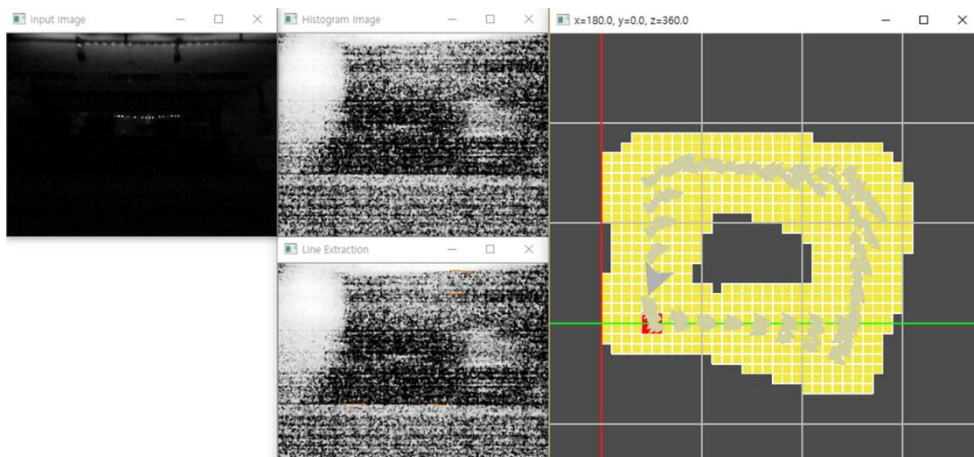 Input Image
Histogram Image
x=180.0, y=0.0, z=360.0
Line Extraction